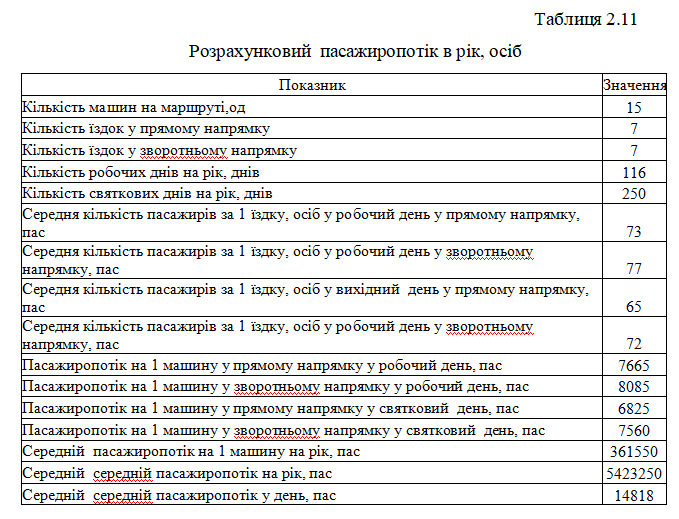 Таблиця 2.11
Розрахунковий пасажиропотік в рік, осіб
Показник Значення
Кількість машин на маршруті,од 15
Кількість їздок у прямому напрямку 7
Кількість їздок у зворотньому напрямку 7
Кількість робочих днів на рік, днів 116
Кількість святкових днів на рік, днів 250
Середня кількість пасажирів за 1 їздку, осіб у робочий день у прямому напрямку,
пас 73
Середня кількість пасажирів за 1 їздку, осіб у робочий день у зворотньому
напрямку, пас 77
Середня кількість пасажирів за 1 їздку, осіб у вихідний день у прямому напрямку,
пас 65
Середня кількість пасажирів за 1 їздку, осіб у робочий день у зворотньому
напрямку, пас 72
Пасажиропотік на 1 машину у прямому напрямку у робочий день, пас 7665
Пасажиропотік на 1 машину у зворотньому напрямку у робочий день, пас 8085
Пасажиропотік на 1 машину у прямому напрямку у святковий день, пас 6825
Пасажиропотік на 1 машину у зворотньому напрямку у святковий день, пас 7560
Середній пасажиропотік на 1 машину на рік, пас 361550
Середній середній пасажиропотік на рік, пас 5423250
Середній середній пасажиропотік у день, пас 14818